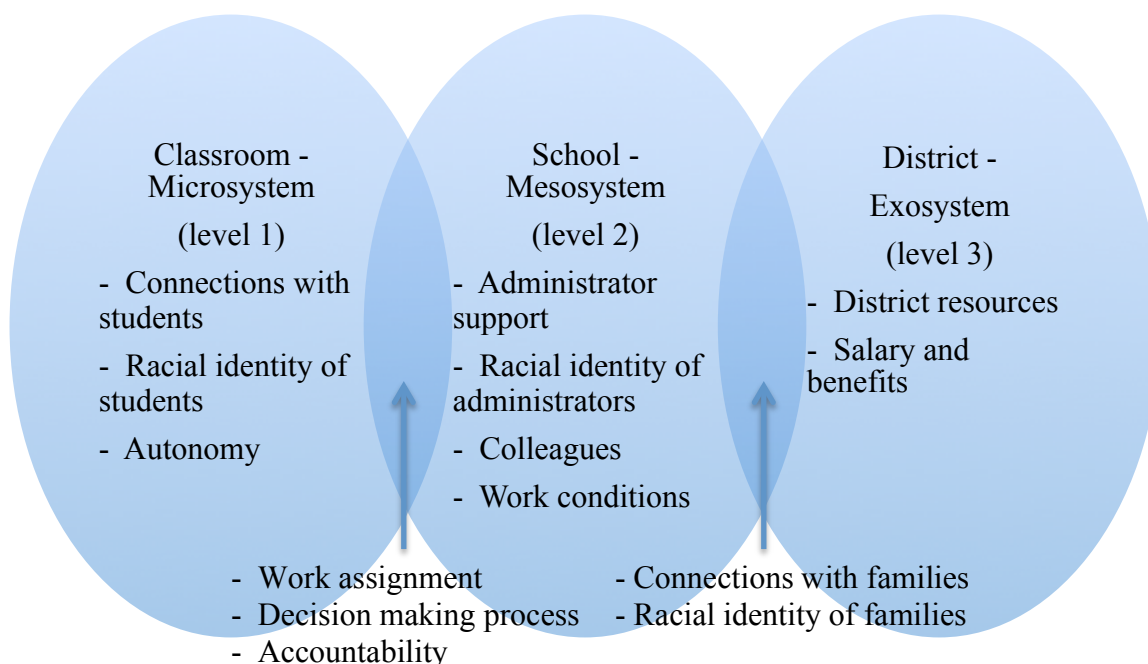 Classroom -
Microsystem
(level 1)
- Connections with
students
- Racial identity of
students
- Autonomy
School -
Mesosystem
(level 2)
- Administrator
support
- Racial identity of
administrators
- Colleagues
- Work conditions
District -
Exosystem
(level 3)
- District resources
- Salary and
benefits
- Work assignment
- Decision making process
- Accountability
- Connections with families
- Racial identity of families